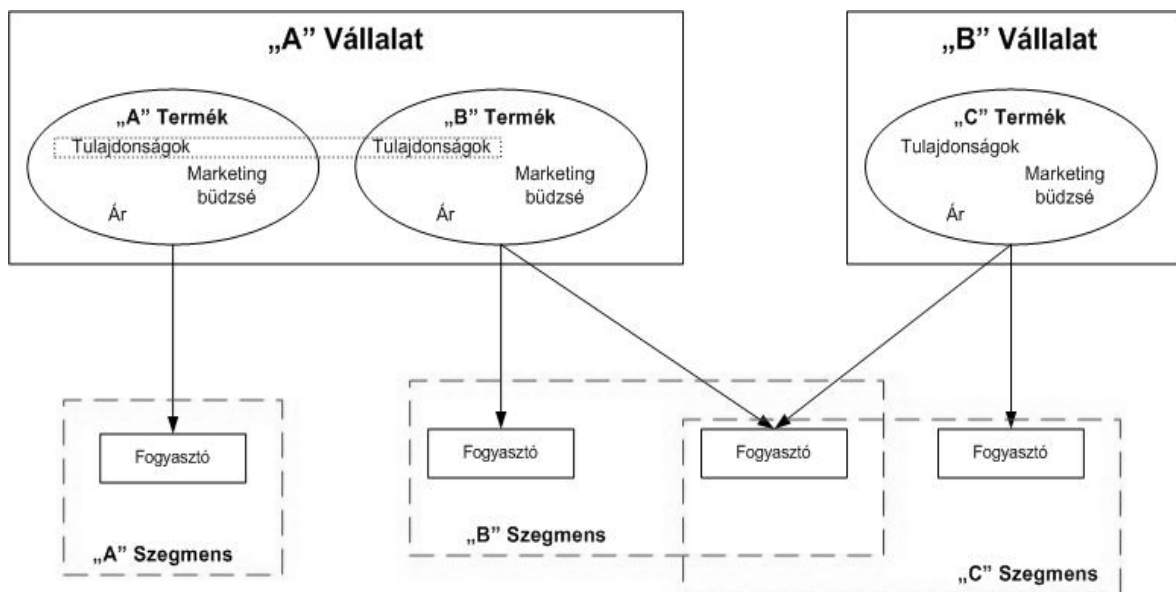 „A” Vállalat
„B” Vállalat
„A” Termék
Tulajdonságok
Marketing
büdzsé
Ár
„B” Termék
Tulajdonságok
Marketing
büdzsé
Ár
„C” Termék
Tulajdonságok
Marketing
büdzsé
Ár
Fogyasztó
Fogyasztó
Fogyasztó
Fogyasztó
„A” Szegmens
„B” Szegmens
„C” Szegmens